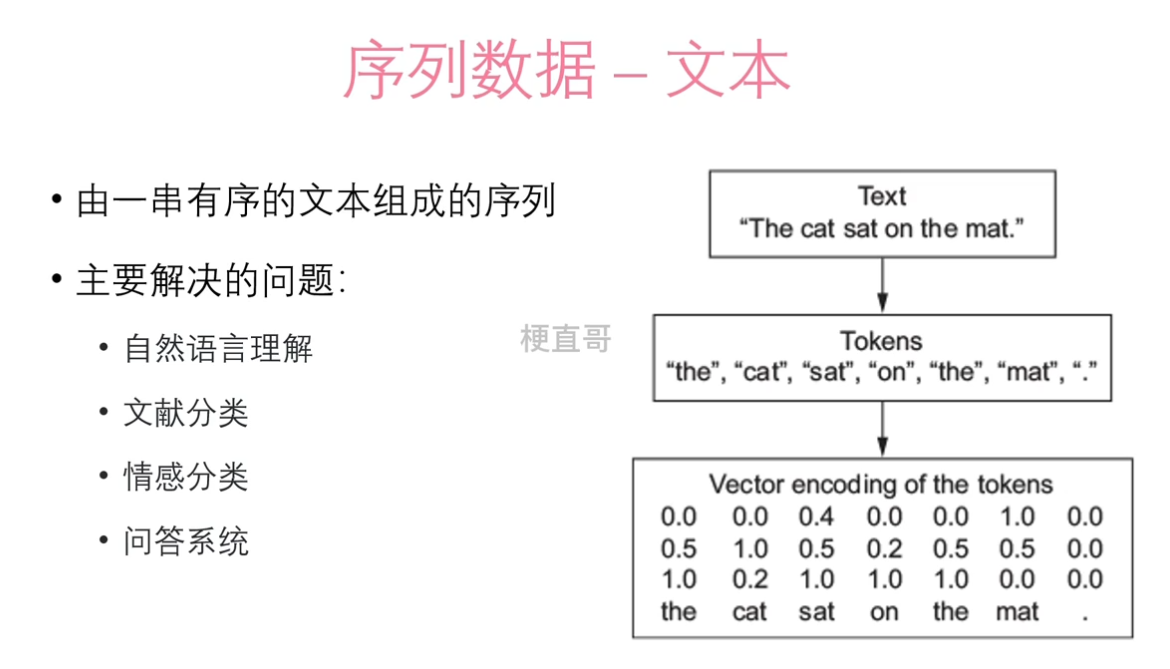 序列数据 – 文本
• 由一串有序的文本组成的序列
• 主要解决的问题：
• 自然语言理解
• 文献分类
• 情感分类
• 问答系统
梗直哥
Text
“The cat sat on the mat.”
Tokens
“the”, “cat”, “sat”, “on”, “the”, “mat”, “.”
Vector encoding of the tokens
0.0 0.0 0.4 0.0 0.0 1.0 0.0
0.5 1.0 0.5 0.2 0.5 0.5 0.0
1.0 0.2 1.0 1.0 1.0 0.0 0.0
the cat sat on the mat .